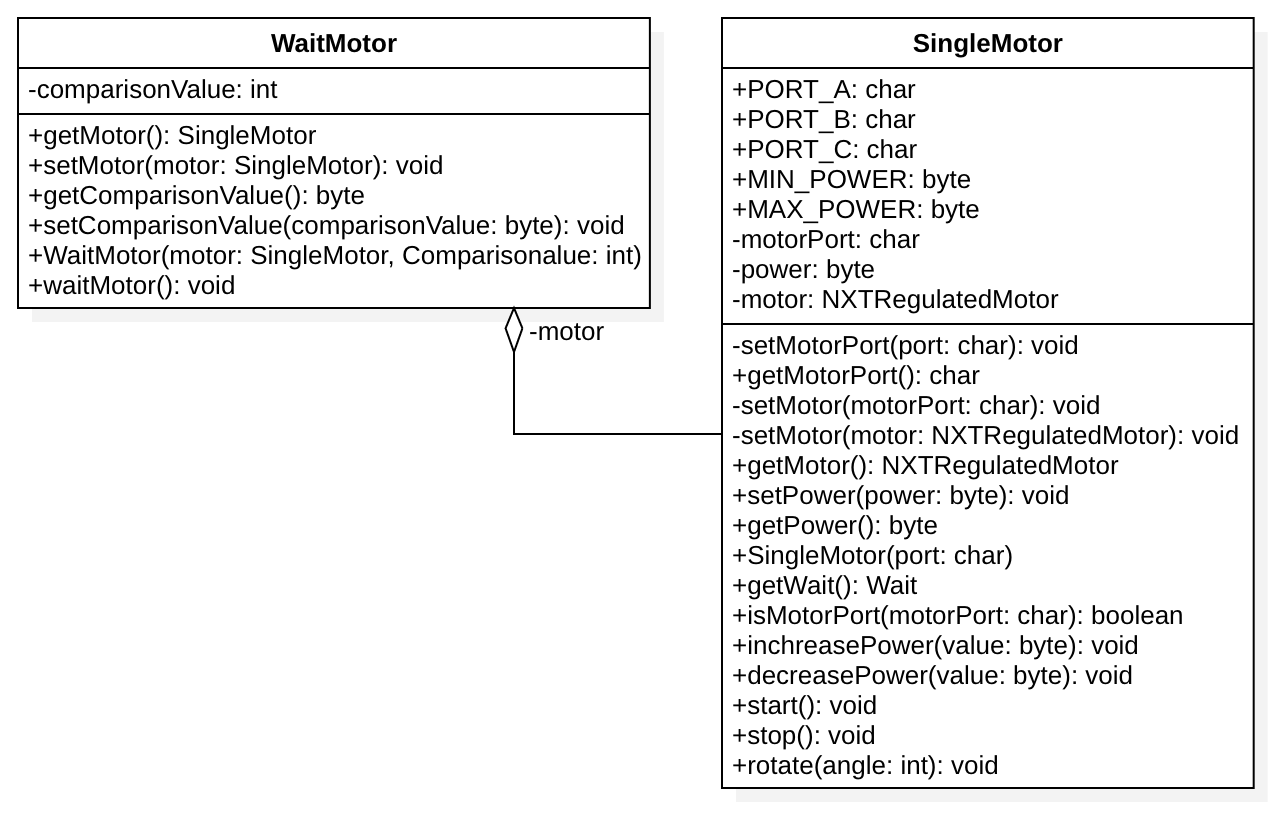 WaitMotor
-comparisonValue: int
+getMotor(): SingleMotor
+setMotor(motor: SingleMotor): void
+getComparisonValue(): byte
+setComparisonValue(comparisonValue: byte): void
+WaitMotor(motor: SingleMotor, Comparisonalue: int)
+waitMotor(): void
-motor
SingleMotor
+PORT_A: char
+PORT_B: char
+PORT_C: char
+MIN_POWER: byte
+MAX_POWER: byte
-motorPort: char
-power: byte
-motor: NXTRegulatedMotor
-setMotorPort(port: char): void
+getMotorPort(): char
-setMotor(motorPort: char): void
-setMotor(motor: NXTRegulatedMotor): void
+getMotor(): NXTRegulatedMotor
+setPower(power: byte): void
+getPower(): byte
+SingleMotor(port: char)
+getWait(): Wait
+isMotorPort(motorPort: char): boolean
+inchreasePower(value: byte): void
+decreasePower(value: byte): void
+start(): void
+stop(): void
+rotate(angle: int): void